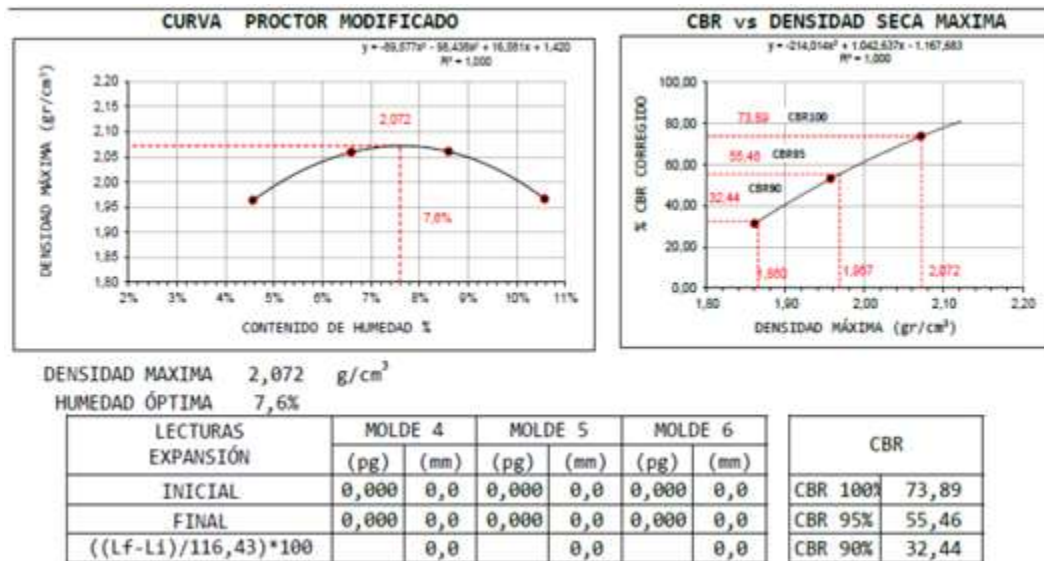 CURVA PROCTOR MODIFICADO
R² = 1,000
DENSIDAD MÁXIMA (gr/cm³)
2,20
2,15
2,10
2,05
2,00
1,95
1,90
1,85
1,80
2,072
7,6%
2% 3% 4% 5% 6% 7% 8% 9% 10% 11%
CONTENIDO DE HUMEDAD %
CBR vs DENSIDAD SECA MAXIMA
R² = 1,000
% CBR CORREGIDO
100,00
80,00
60,00
40,00
20,00
0,00
73,89 CBR100
55,46 CBR95
32,44 CBR90
1,967 2,072
1,80 1,90 2,00 2,10 2,20
DENSIDAD MÁXIMA (gr/cm³)
DENSIDAD MAXIMA 2,072 g/cm³
HUMEDAD ÓPTIMA 7,6%
LECTURAS EXPANSIÓN MOLDE 4 MOLDE 5 MOLDE 6
(pg) (mm) (pg) (mm) (pg) (mm)
INICIAL 0,000 0,0 0,000 0,0 0,000 0,0
FINAL 0,000 0,0 0,000 0,0 0,000 0,0
((Lf-Li)/116,43)*100 0,0 0,0 0,0
CBR
CBR 100% 73,89
CBR 95% 55,46
CBR 90% 32,44